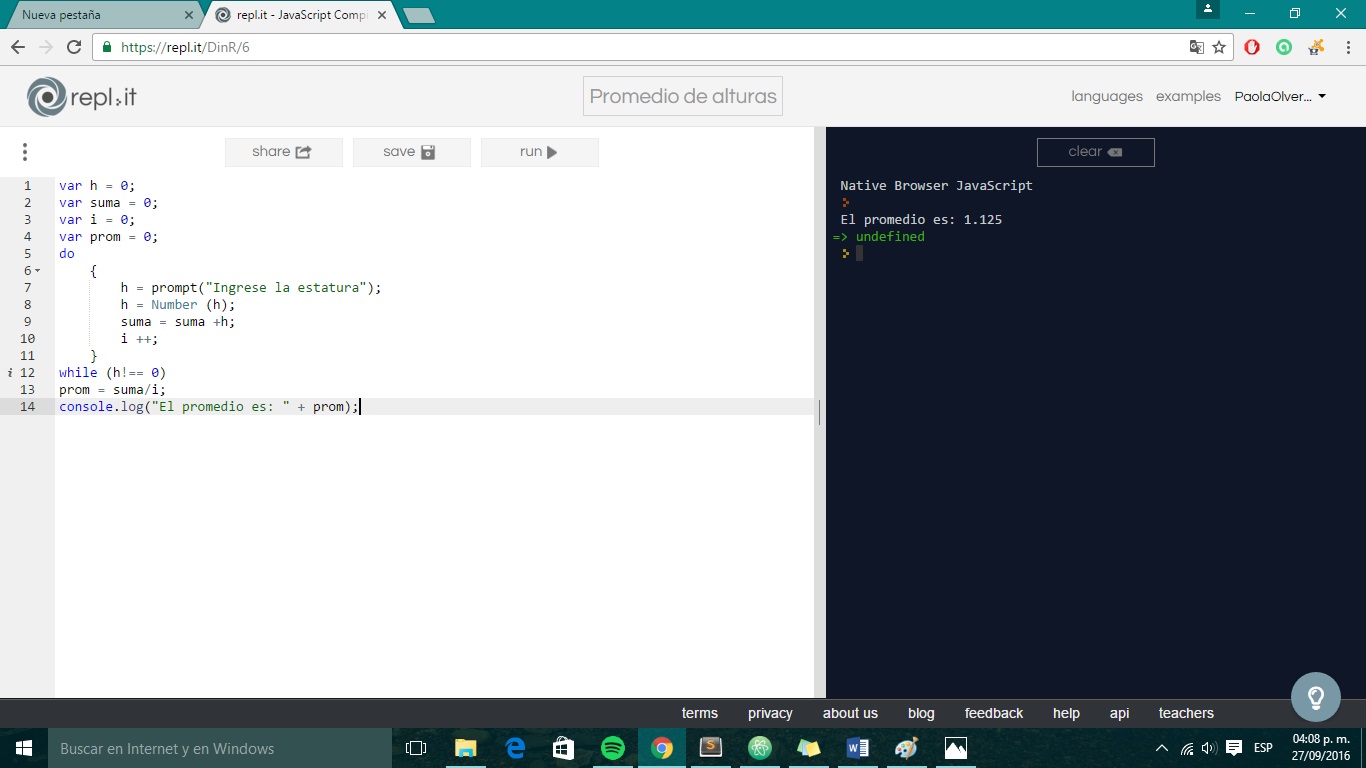 Nueva pestaña
repl.it - JavaScript Compi
https://repl.it/DinR/6
repl.it
Promedio de alturas
languages examples PaolaOlver...
share save run
clear
1 var h = 0;
2 var suma = 0;
3 var i = 0;
4 var prom = 0;
5 do
6 {
7 h = prompt("Ingrese la estatura");
8 h = Number (h);
9 suma = suma +h;
10 i ++;
11 }
i 12 while (h!== 0)
13 prom = suma/i;
14 console.log("El promedio es: " + prom);
Native Browser JavaScript
El promedio es: 1.125
=> undefined
terms privacy about us blog feedback help api teachers
Buscar en Internet y en Windows
ESP
04:08 p. m.
27/09/2016